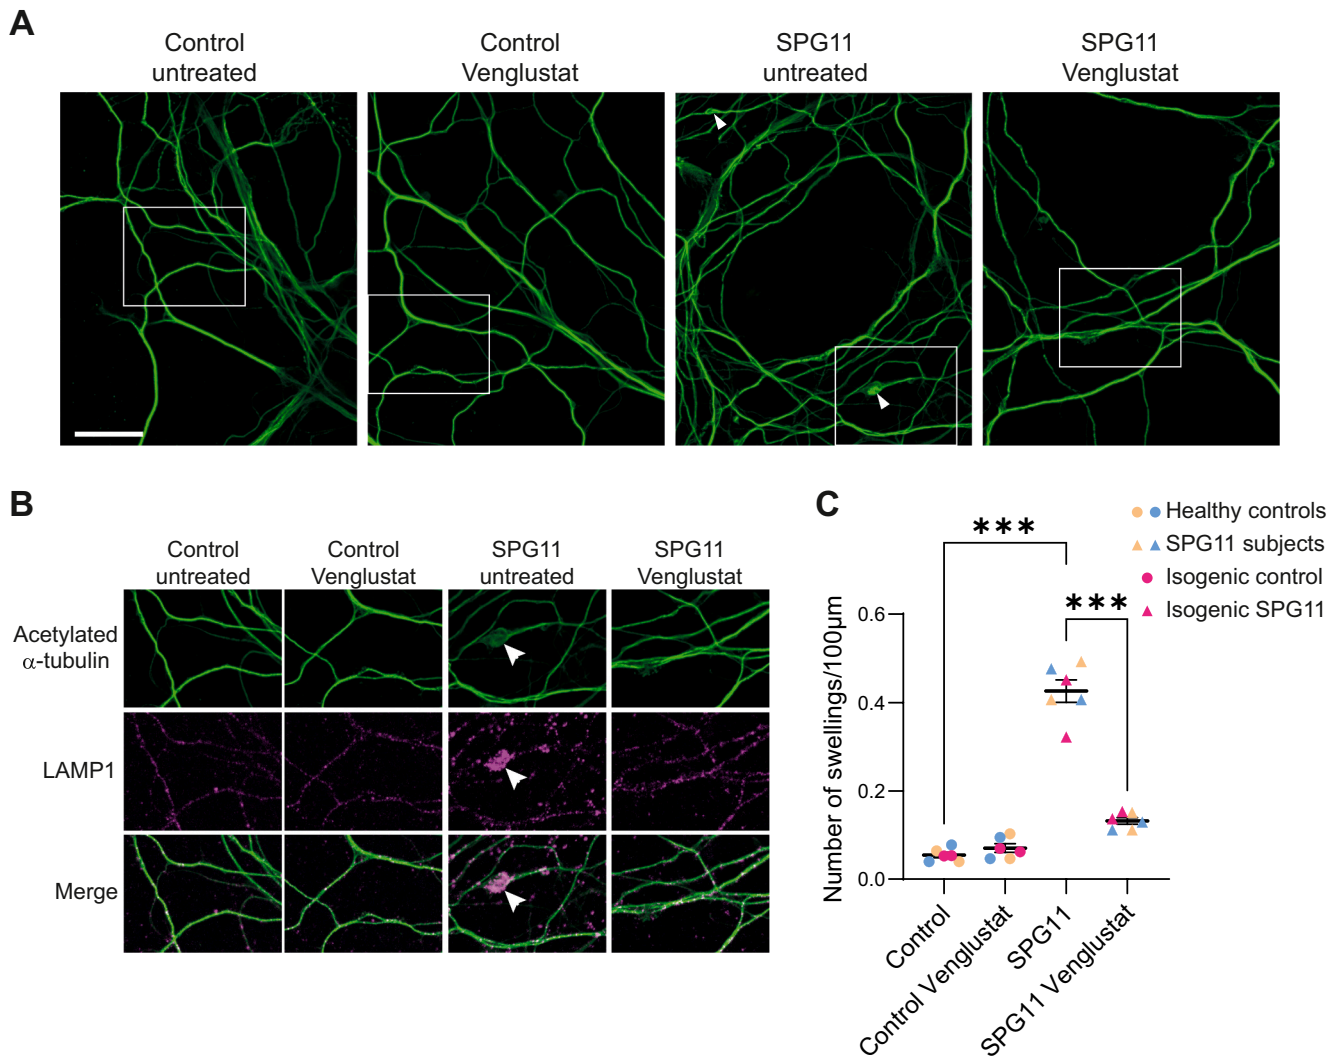 A
Control
untreated
Control
Venglustat
SPG11
untreated
SPG11
Venglustat
B
Control
untreated
Control
Venglustat
SPG11
untreated
SPG11
Venglustat
Acetylated
α-tubulin
LAMP1
Merge
C
Healthy controls
SPG11 subjects
Isogenic control
Isogenic SPG11
***
***
Number of swellings/100μm
0.6
0.4
0.2
0.0
Control
Control Venglustat
SPG11
SPG11 Venglustat